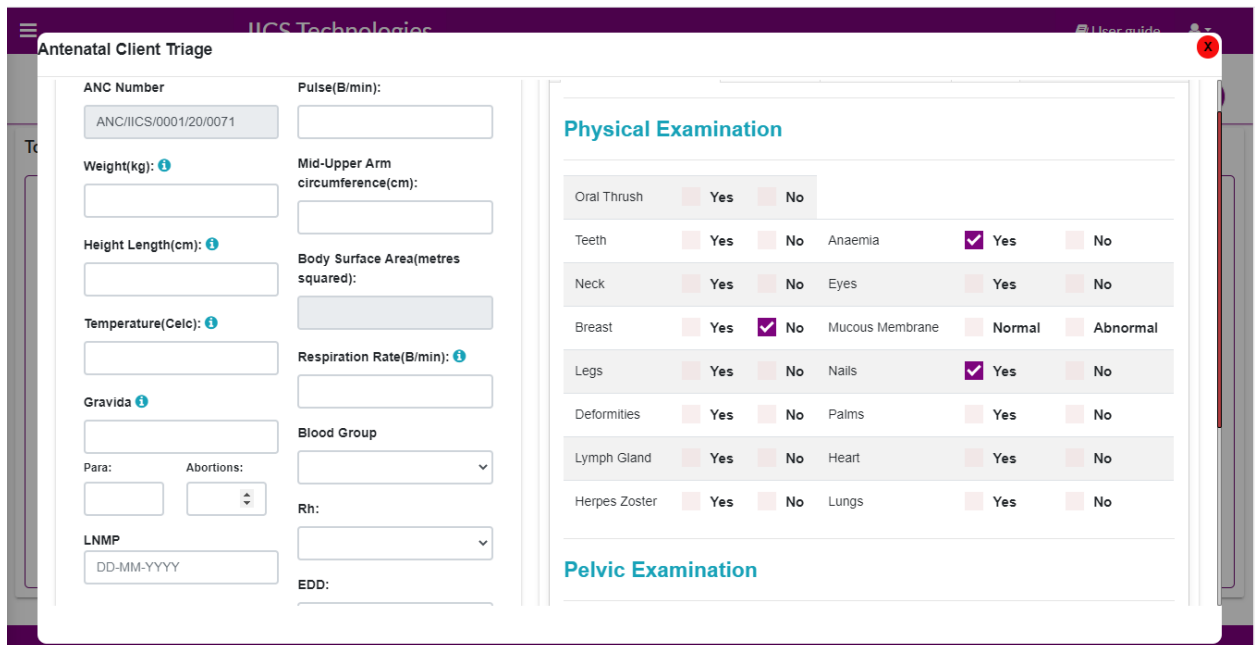 IICS Technologies
User guide
Antenatal Client Triage
X
ANC Number
ANC/IICS/0001/20/0071
Weight(kg):
Height Length(cm):
Temperature(Celc):
Gravida
Para: Abortions:
LNMP
DD-MM-YYYY
Pulse(B/min):
Mid-Upper Arm
circumference(cm):
Body Surface Area(metres
squared):
Respiration Rate(B/min):
Blood Group
Rh:
EDD:
Physical Examination
Oral Thrush Yes No
Teeth Yes No Anaemia Yes No
Neck Yes No Eyes Yes No
Breast Yes No Mucous Membrane Normal Abnormal
Legs Yes No Nails Yes No
Deformities Yes No Palms Yes No
Lymph Gland Yes No Heart Yes No
Herpes Zoster Yes No Lungs Yes No
Pelvic Examination